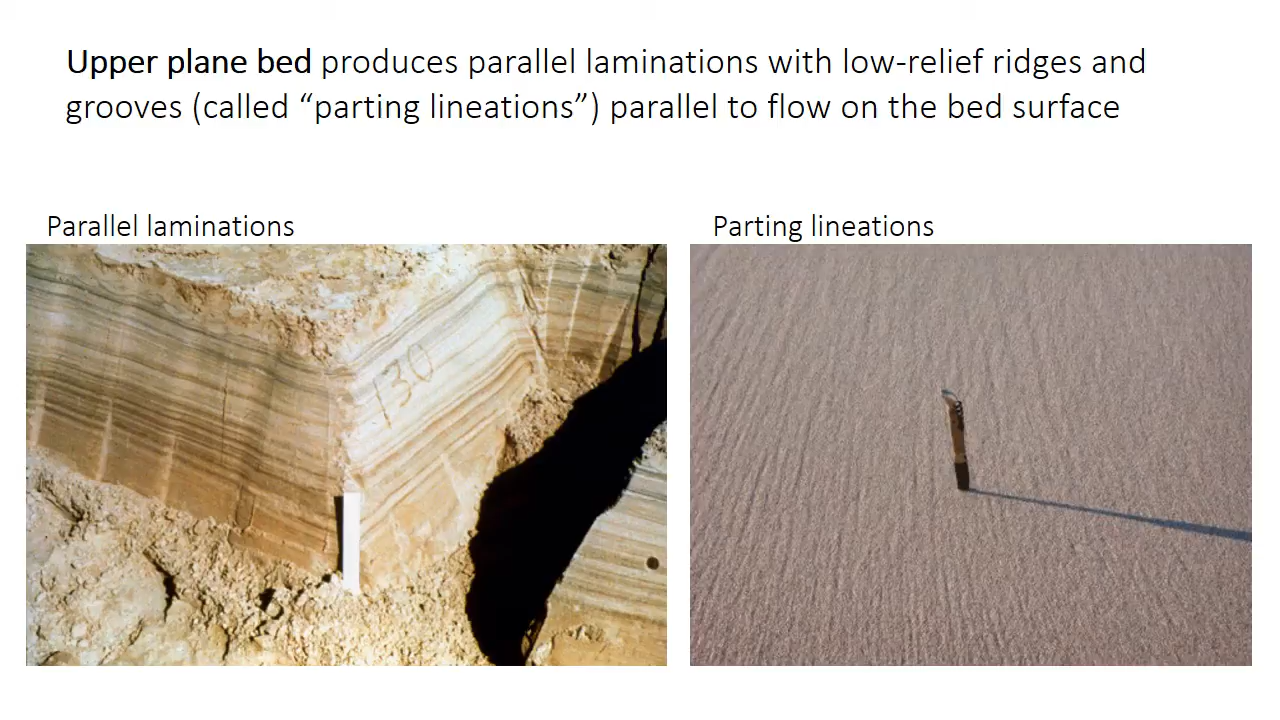 Upper plane bed produces parallel laminations with low-relief ridges and
grooves (called “parting lineations”) parallel to flow on the bed surface
Parallel laminations
Parting lineations
130